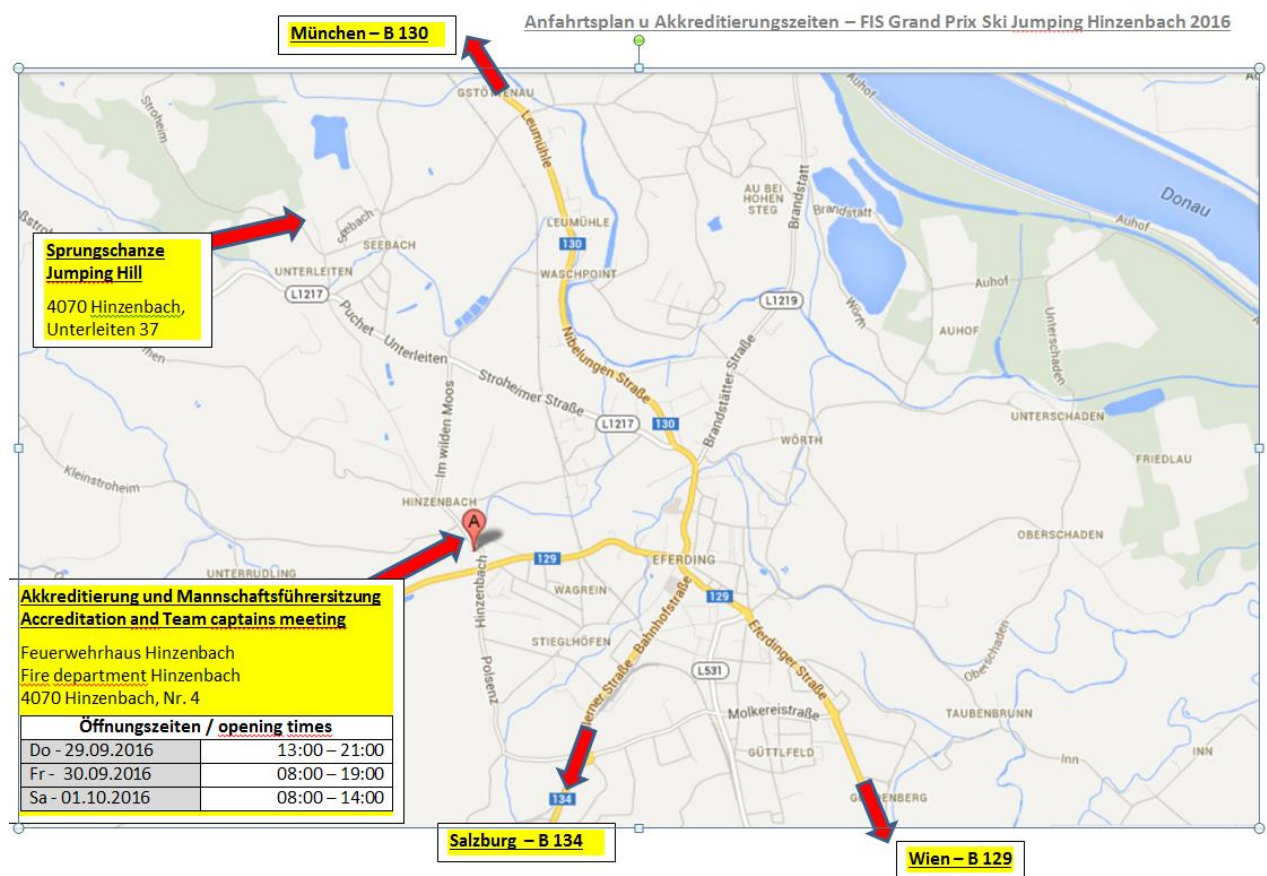 Anfahrtsplan u Akkreditierungszeiten – FIS Grand Prix Ski Jumping Hinzenbach 2016
München – B 130
GSTÖTTENAU
Auhof
Auhof
Stroheim
Leumühle
Donau
AU BEI
HOHEN
STEG
Brandstatt
Brandstatt
Auhof
LEUMÜHLE
130
Seebach
SEEBACH
Sprungschanze
Jumping Hill
4070 Hinzenbach,
Unterleiten 37
UNTERLEITEN
L1217
WASCHPOINT
L1219
Auhof
Wörth
AUHOF
Unterschaden
Puchet
Unterleiten
Nibelungen Straße
Stroheimer Straße
L1217
130
Brandstätter Straße
WÖRTH
UNTERSCHADEN
FRIEDLAU
Im wilden Moos
Kleinstroheim
HINZENBACH
A
OBERSCHADEN
129
EFERDING
UNTERRUDLING
Hinzenbach
WAGREIN
129
Akkreditierung und Mannschaftsführersitzung
Accreditation and Team captains meeting
Feuerwehrhaus Hinzenbach
Fire department Hinzenbach
4070 Hinzenbach, Nr. 4
Öffnungszeiten / opening times
Do - 29.09.2016 13:00 – 21:00
Fr - 30.09.2016 08:00 – 19:00
Sa - 01.10.2016 08:00 – 14:00
STIEGLHÖFEN
Bahnhofstraße
Eferdinger Straße
Polsenz
L531
Oberschaden
Molkereistraße
TAUBENBRUNN
GÜTTLFELD
Inn
INN
134
Salzburg – B 134
Wien – B 129